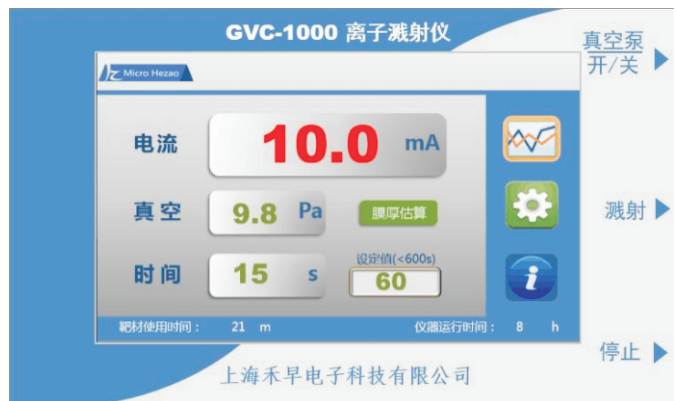 GVC-1000 离子溅射仪
真空泵
开/关
Micro Hezao
电流 10.0 mA
真空 9.8 Pa 膜厚估算
溅射
设定值(<600s)
时间 15 s 60
靶材使用时间： 21 m 仪器运行时间： 8 h
停止
上海禾早电子科技有限公司